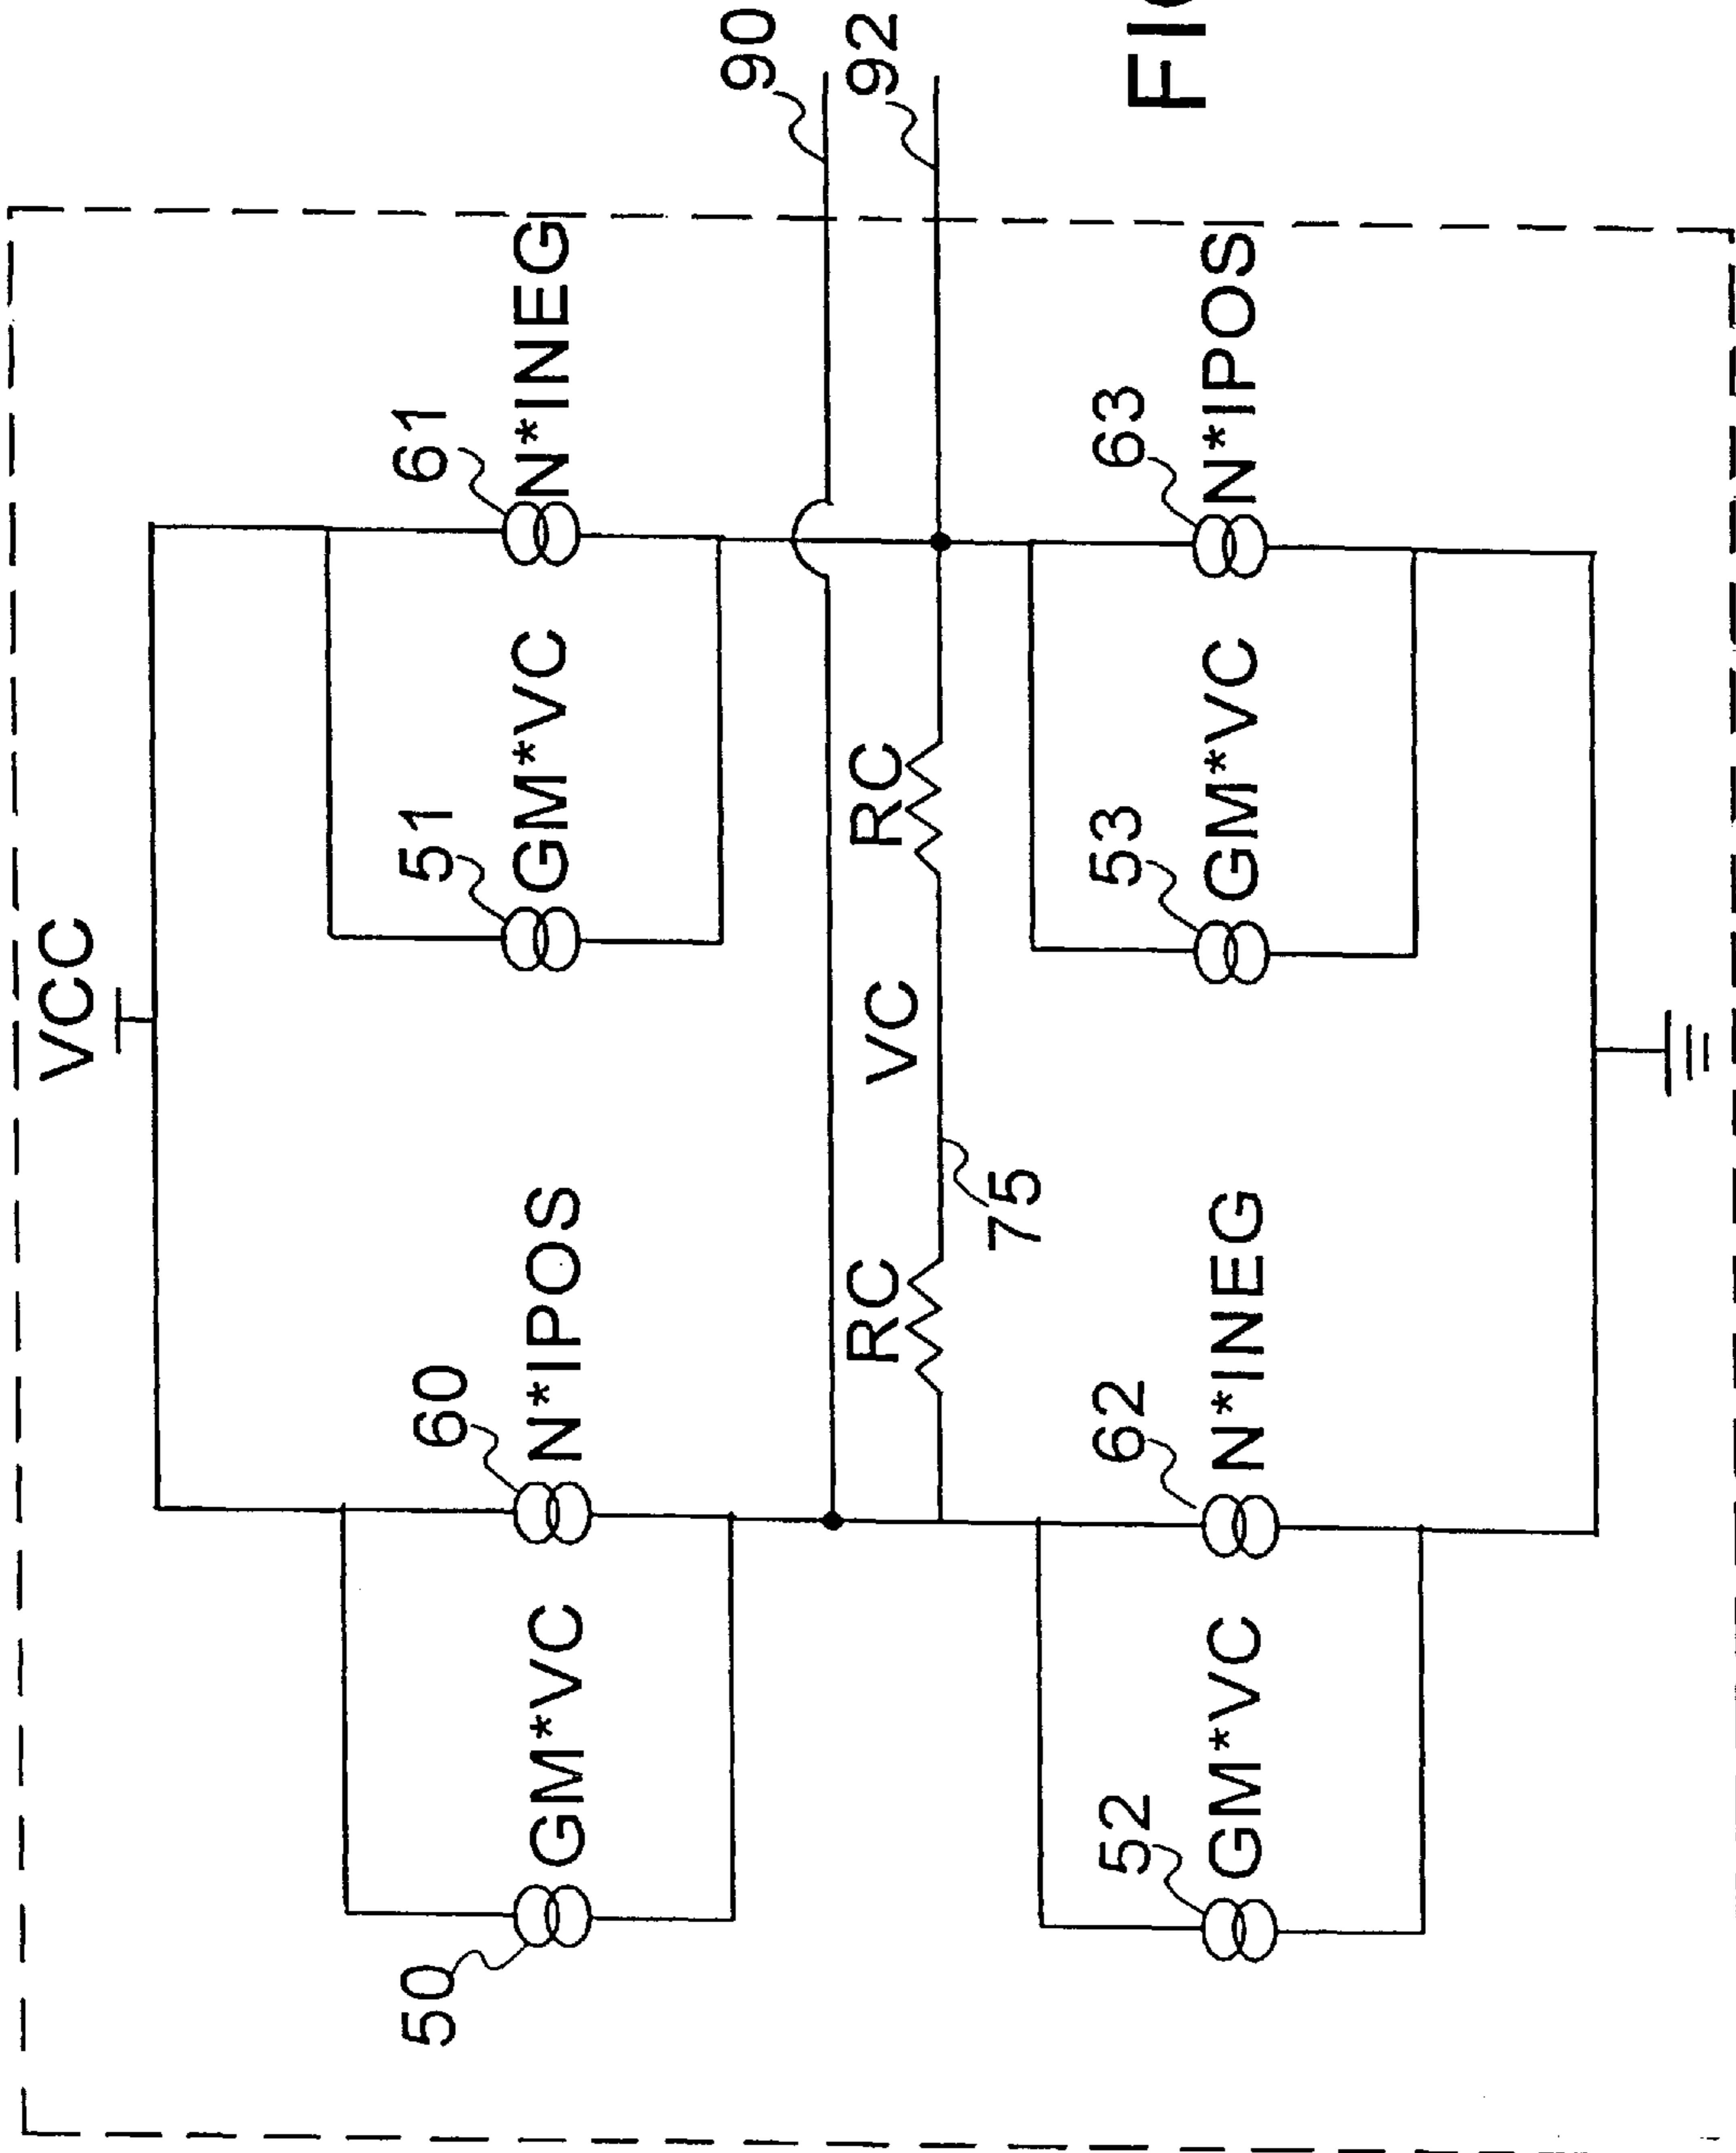 VCC
50 60 51 61
GM*VC N*IPOS GM*VC N*INEG
90
RC VC RC 92
75
52 62 53 63
GM*VC N*INEG GM*VC N*IPOS